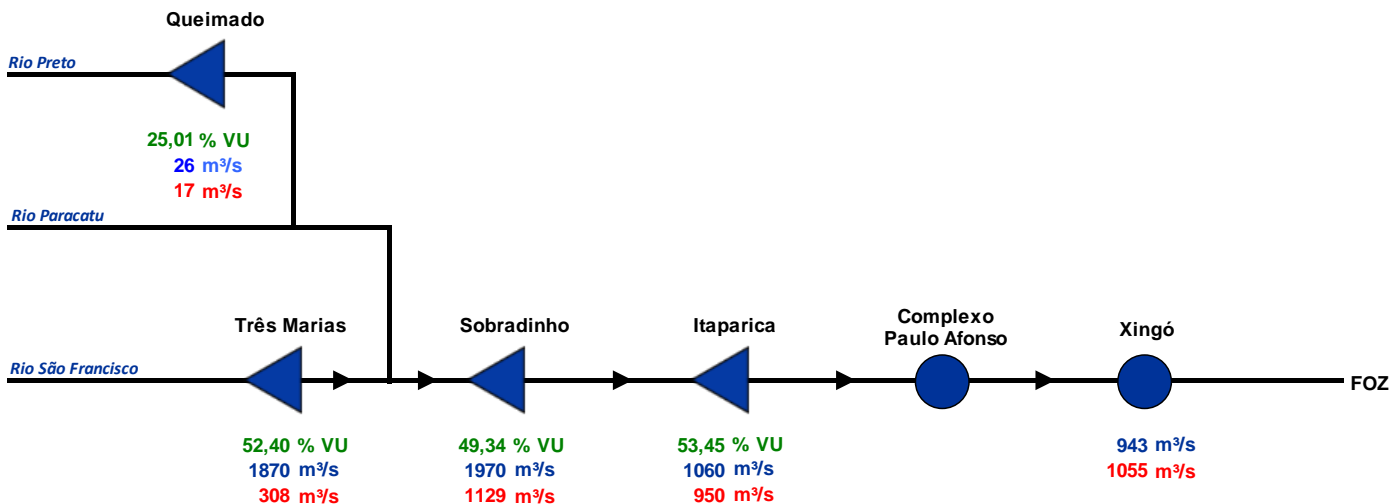 Queimado
Rio Preto
25,01 % VU
26 m³/s
17 m³/s
Rio Paracatu
Três Marias
Sobradinho
Itaparica
Complexo
Paulo Afonso
Xingó
Rio São Francisco
FOZ
52,40 % VU
1870 m³/s
308 m³/s
49,34 % VU
1970 m³/s
1129 m³/s
53,45 % VU
1060 m³/s
950 m³/s
943 m³/s
1055 m³/s